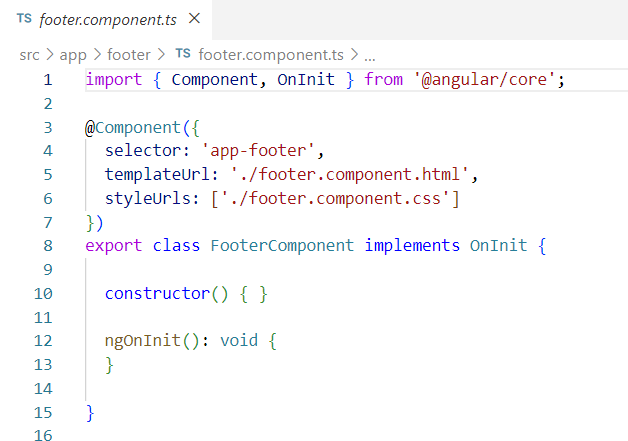 TS footer.component.ts ×
src > app > footer > TS footer.component.ts > ...
1 import { Component, OnInit } from '@angular/core';
2
3 @Component({
4   selector: 'app-footer',
5   templateUrl: './footer.component.html',
6   styleUrls: ['./footer.component.css']
7 })
8 export class FooterComponent implements OnInit {
9
10   constructor() { }
11
12   ngOnInit(): void {
13   }
14
15 }
16